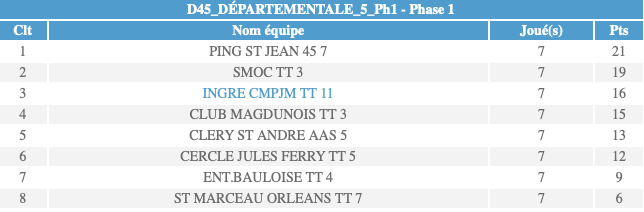 D45_DÉPARTEMENTALE_5_Ph1 - Phase 1
Clt Nom équipe Joué(s) Pts
1 PING ST JEAN 45 7 7 21
2 SMOC TT 3 7 19
3 INGRE CMPJM TT 11 7 16
4 CLUB MAGDUNOIS TT 3 7 15
5 CLERY ST ANDRE AAS 5 7 13
6 CERCLE JULES FERRY TT 5 7 12
7 ENT.BAULOISE TT 4 7 9
8 ST MARCEAU ORLEANS TT 7 7 6